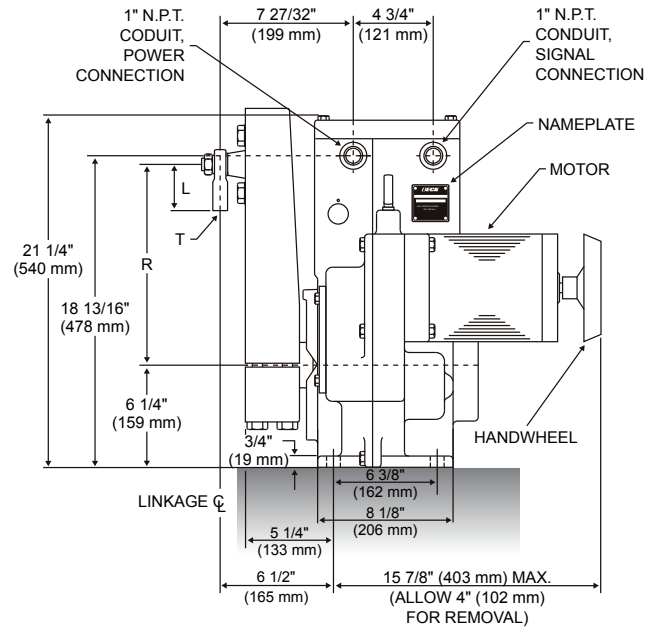 1" N.P.T.
CODUIT,
POWER
CONNECTION
7 27/32"
(199 mm)
4 3/4"
(121 mm)
1" N.P.T.
CONDUIT,
SIGNAL
CONNECTION
NAMEPLATE
MOTOR
L
T
R
21 1/4"
(540 mm)
18 13/16"
(478 mm)
6 1/4"
(159 mm)
3/4"
(19 mm)
HANDWHEEL
LINKAGE ℄
6 3/8"
(162 mm)
8 1/8"
(206 mm)
5 1/4"
(133 mm)
6 1/2"
(165 mm)
15 7/8" (403 mm) MAX.
(ALLOW 4" (102 mm)
FOR REMOVAL)